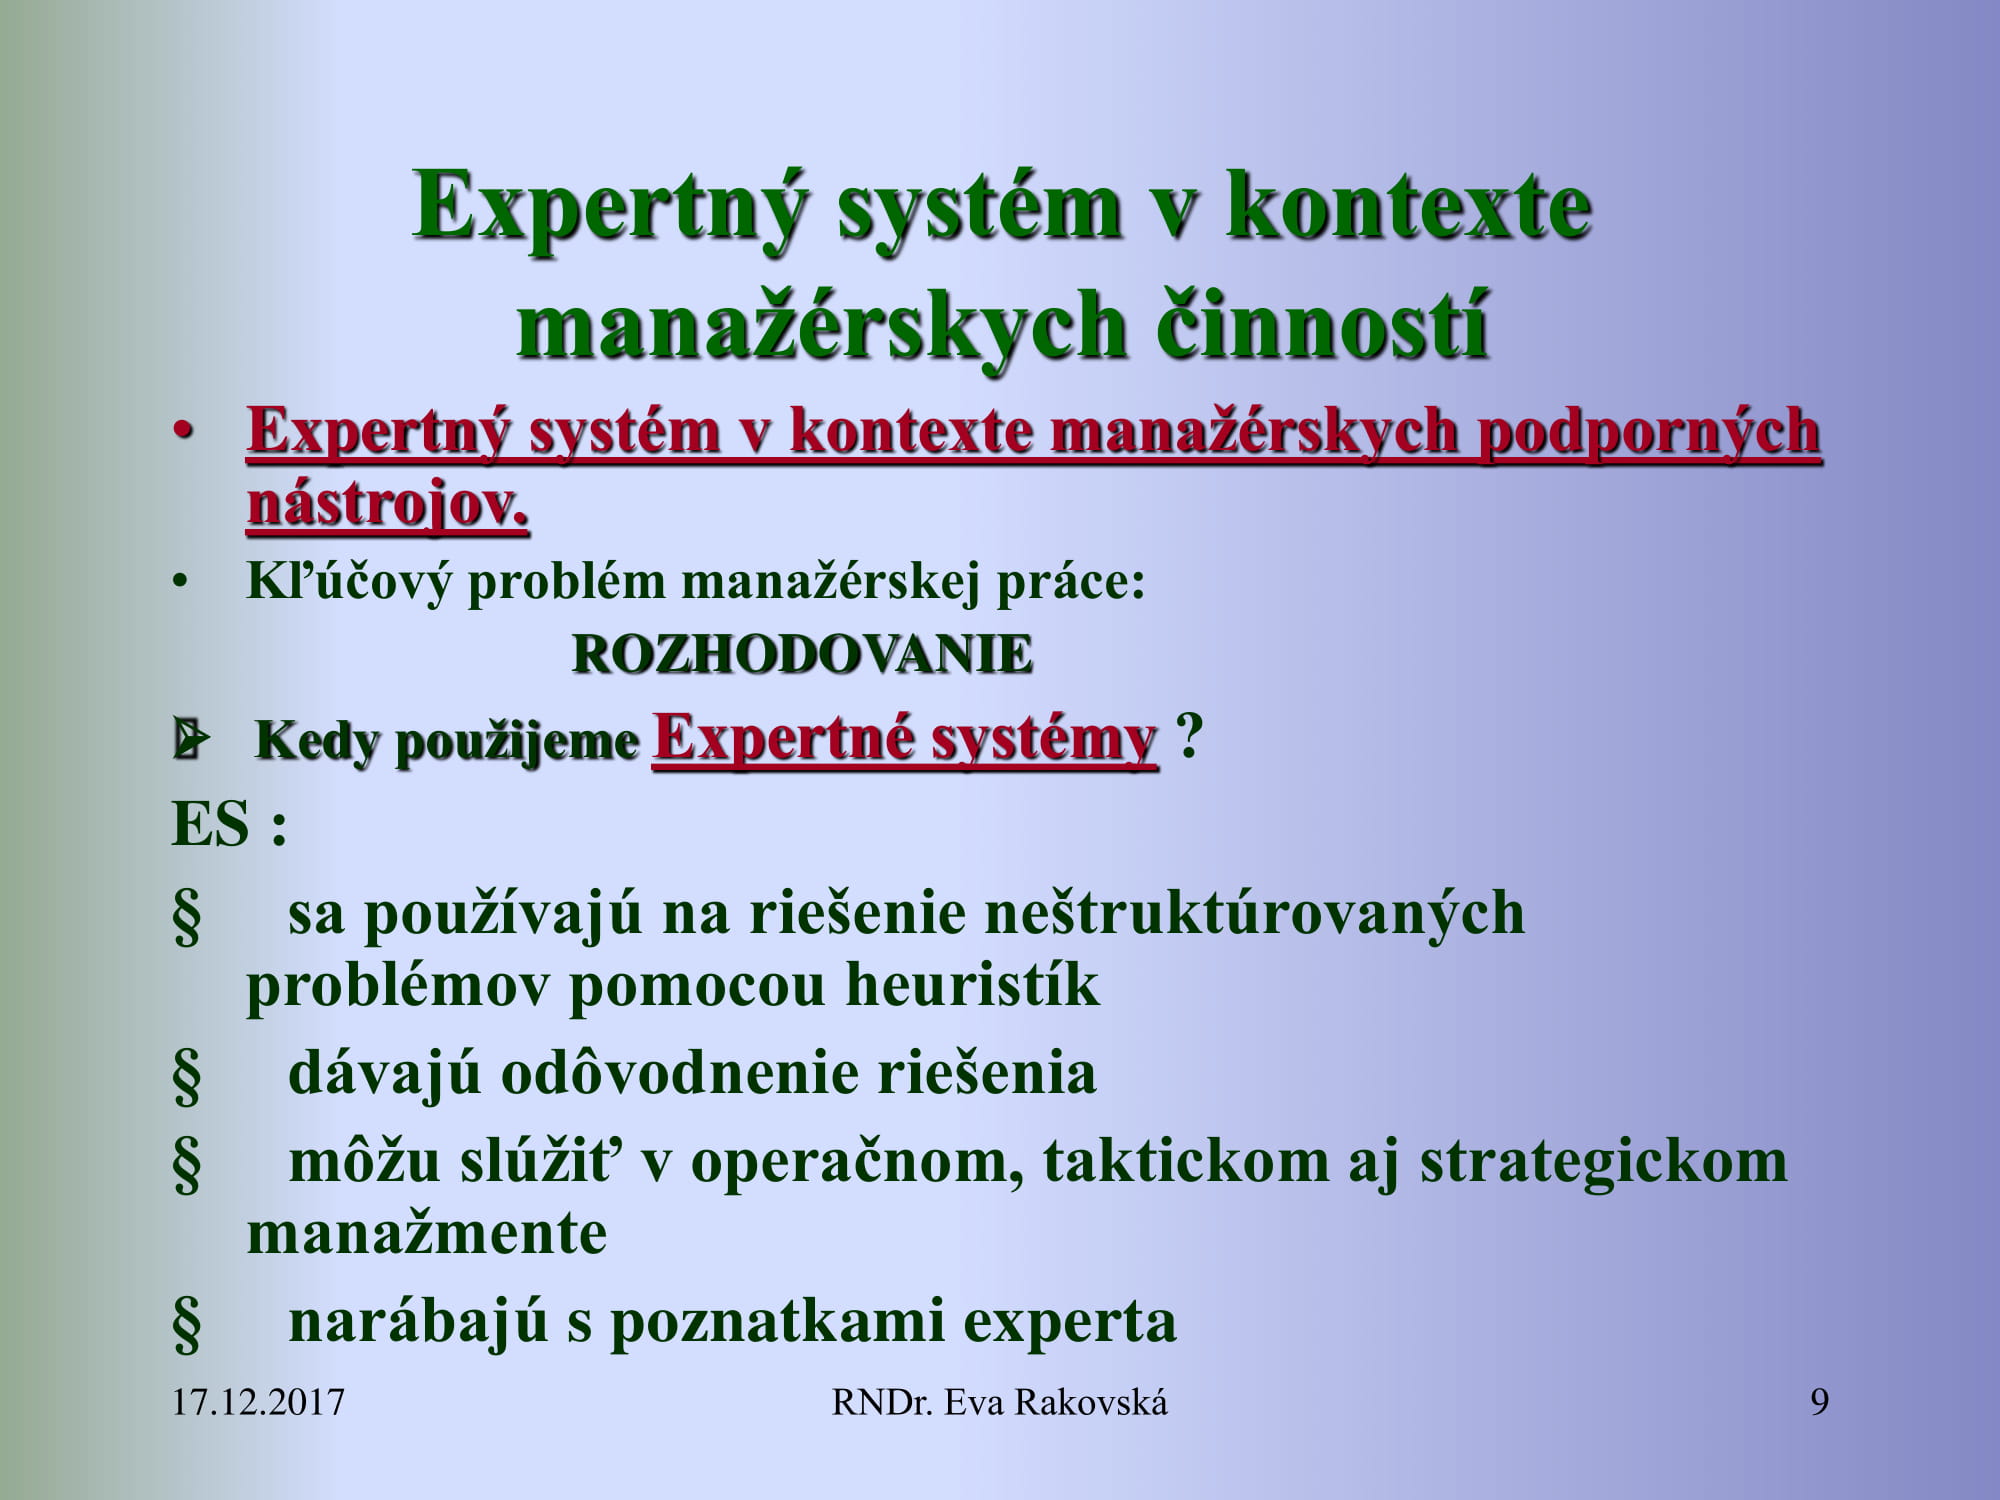 Expertný systém v kontexte
manažérskych činností
• Expertný systém v kontexte manažérskych podporných
nástrojov.
• Kľúčový problém manažérskej práce:
ROZHODOVANIE
➢ Kedy použijeme Expertné systémy ?
ES :
§ sa používajú na riešenie neštruktúrovaných
problémov pomocou heuristík
§ dávajú odôvodnenie riešenia
§ môžu slúžiť v operačnom, taktickom aj strategickom
manažmente
§ narábajú s poznatkami experta
17.12.2017 RNDr. Eva Rakovská 9